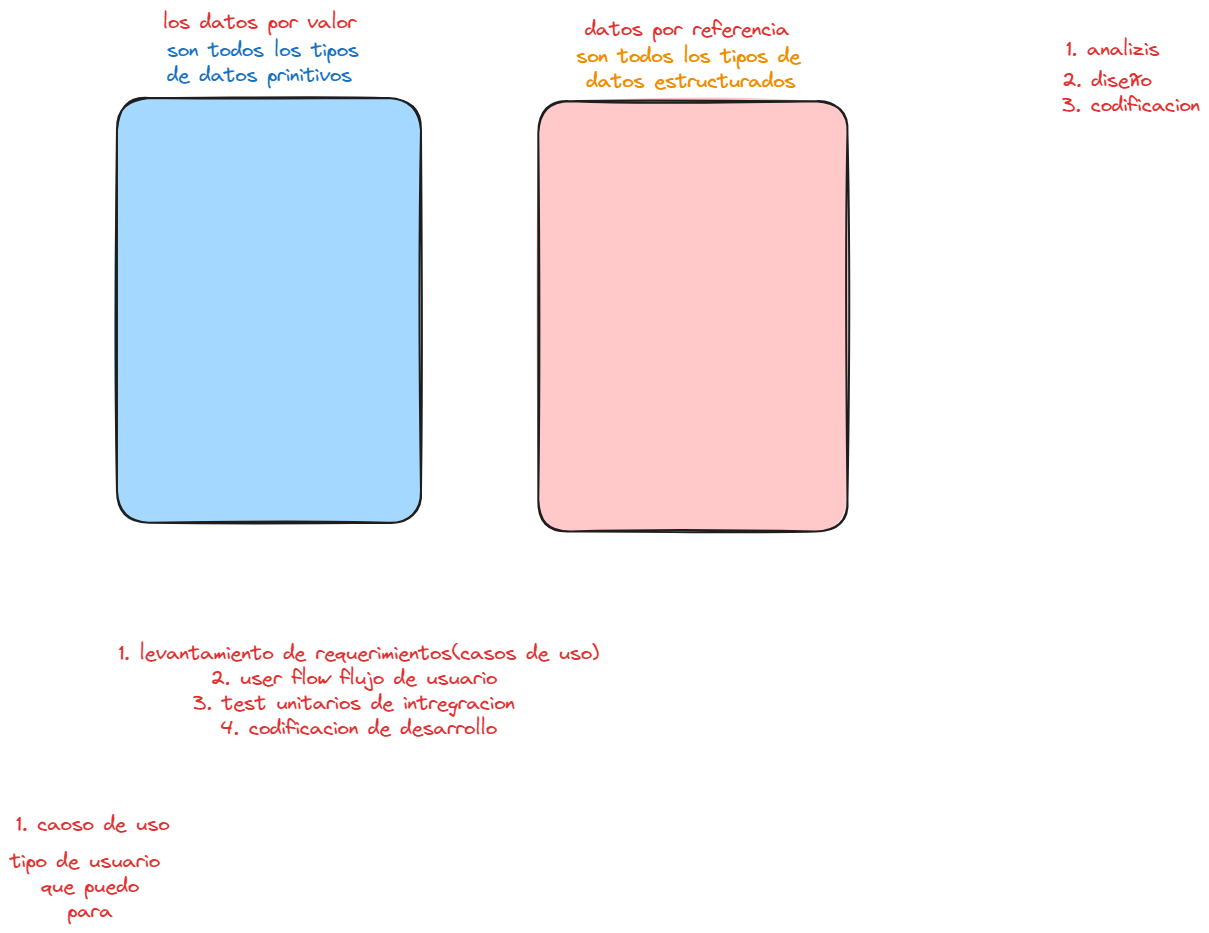 los datos por valor
son todos los tipos
de datos prinitivos
datos por referencia
son todos los tipos de
datos estructurados
1. analizis
2. diseño
3. codificacion
1. levantamiento de requerimientos(casos de uso)
2. user flow flujo de usuario
3. test unitarios de intregracion
4. codificacion de desarrollo
1. caoso de uso
tipo de usuario
que puedo
para